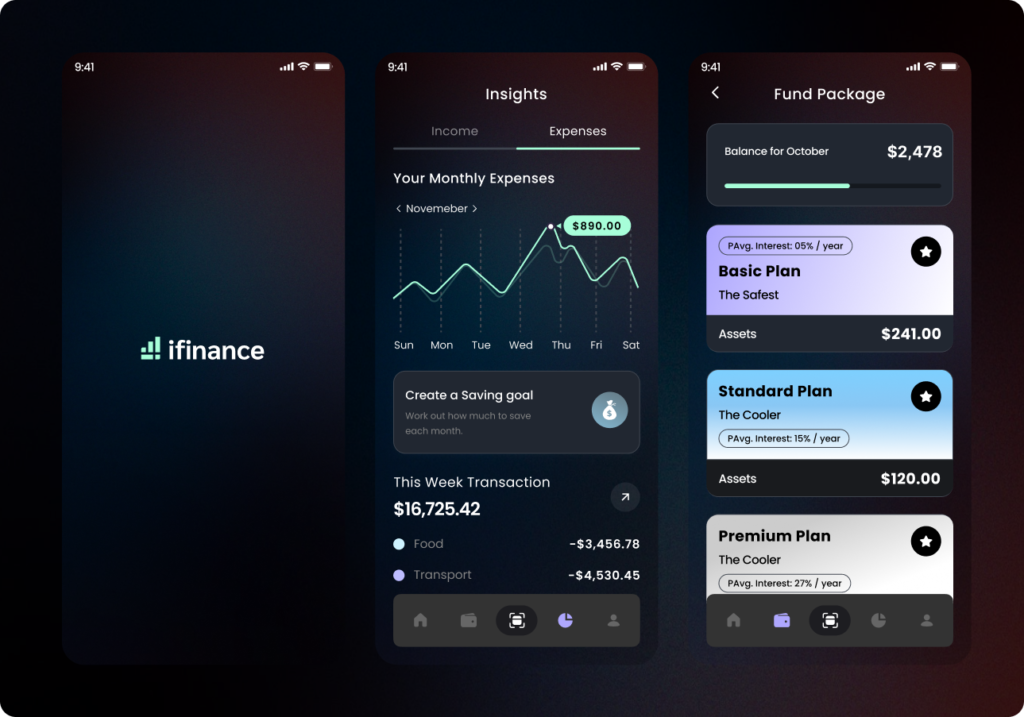 9:41
ifinance
9:41
Insights
Income Expenses
Your Monthly Expenses
< Novemeber >
$890.00
Sun Mon Tue Wed Thu Fri Sat
Create a Saving goal
Work out how much to save
each month.
This Week Transaction
$16,725.42
Food -$3,456.78
Transport -$4,530.45
9:41
Fund Package
Balance for October $2,478
PAvg. Interest: 05% / year
Basic Plan
The Safest
Assets $241.00
Standard Plan
The Cooler
PAvg. Interest: 15% / year
Assets $120.00
Premium Plan
The Cooler
PAvg. Interest: 27% / year